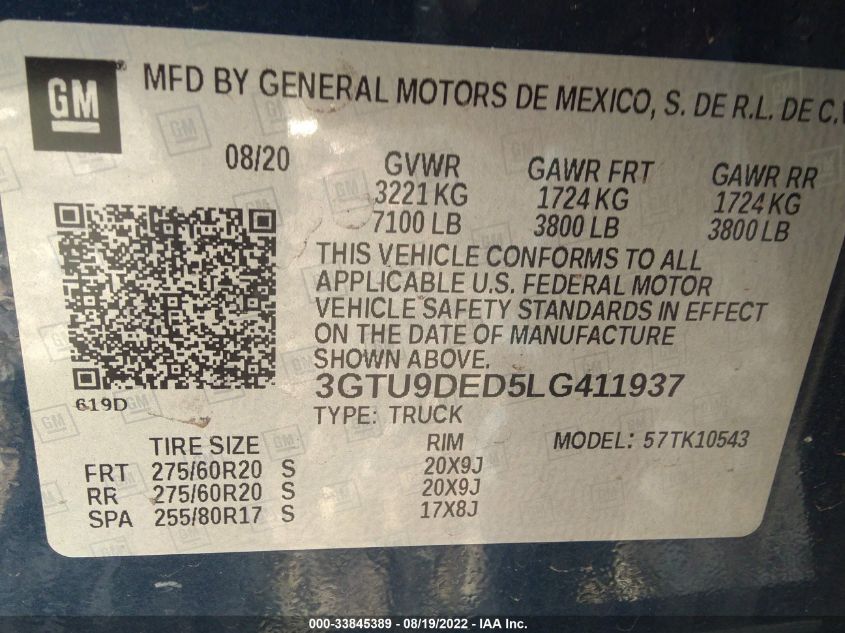 GM
MFD BY GENERAL MOTORS DE MEXICO, S. DE R.L. DE C.V
08/20 GVWR GAWR FRT GAWR RR
3221 KG 1724 KG 1724 KG
7100 LB 3800 LB 3800 LB
THIS VEHICLE CONFORMS TO ALL
APPLICABLE U.S. FEDERAL MOTOR
VEHICLE SAFETY STANDARDS IN EFFECT
ON THE DATE OF MANUFACTURE
SHOWN ABOVE.
619D 3GTU9DED5LG411937
TYPE: TRUCK
TIRE SIZE RIM MODEL: 57TK10543
FRT 275/60R20 S 20X9J
RR 275/60R20 S 20X9J
SPA 255/80R17 S 17X8J
000-33845389 - 08/19/2022 - IAA Inc.